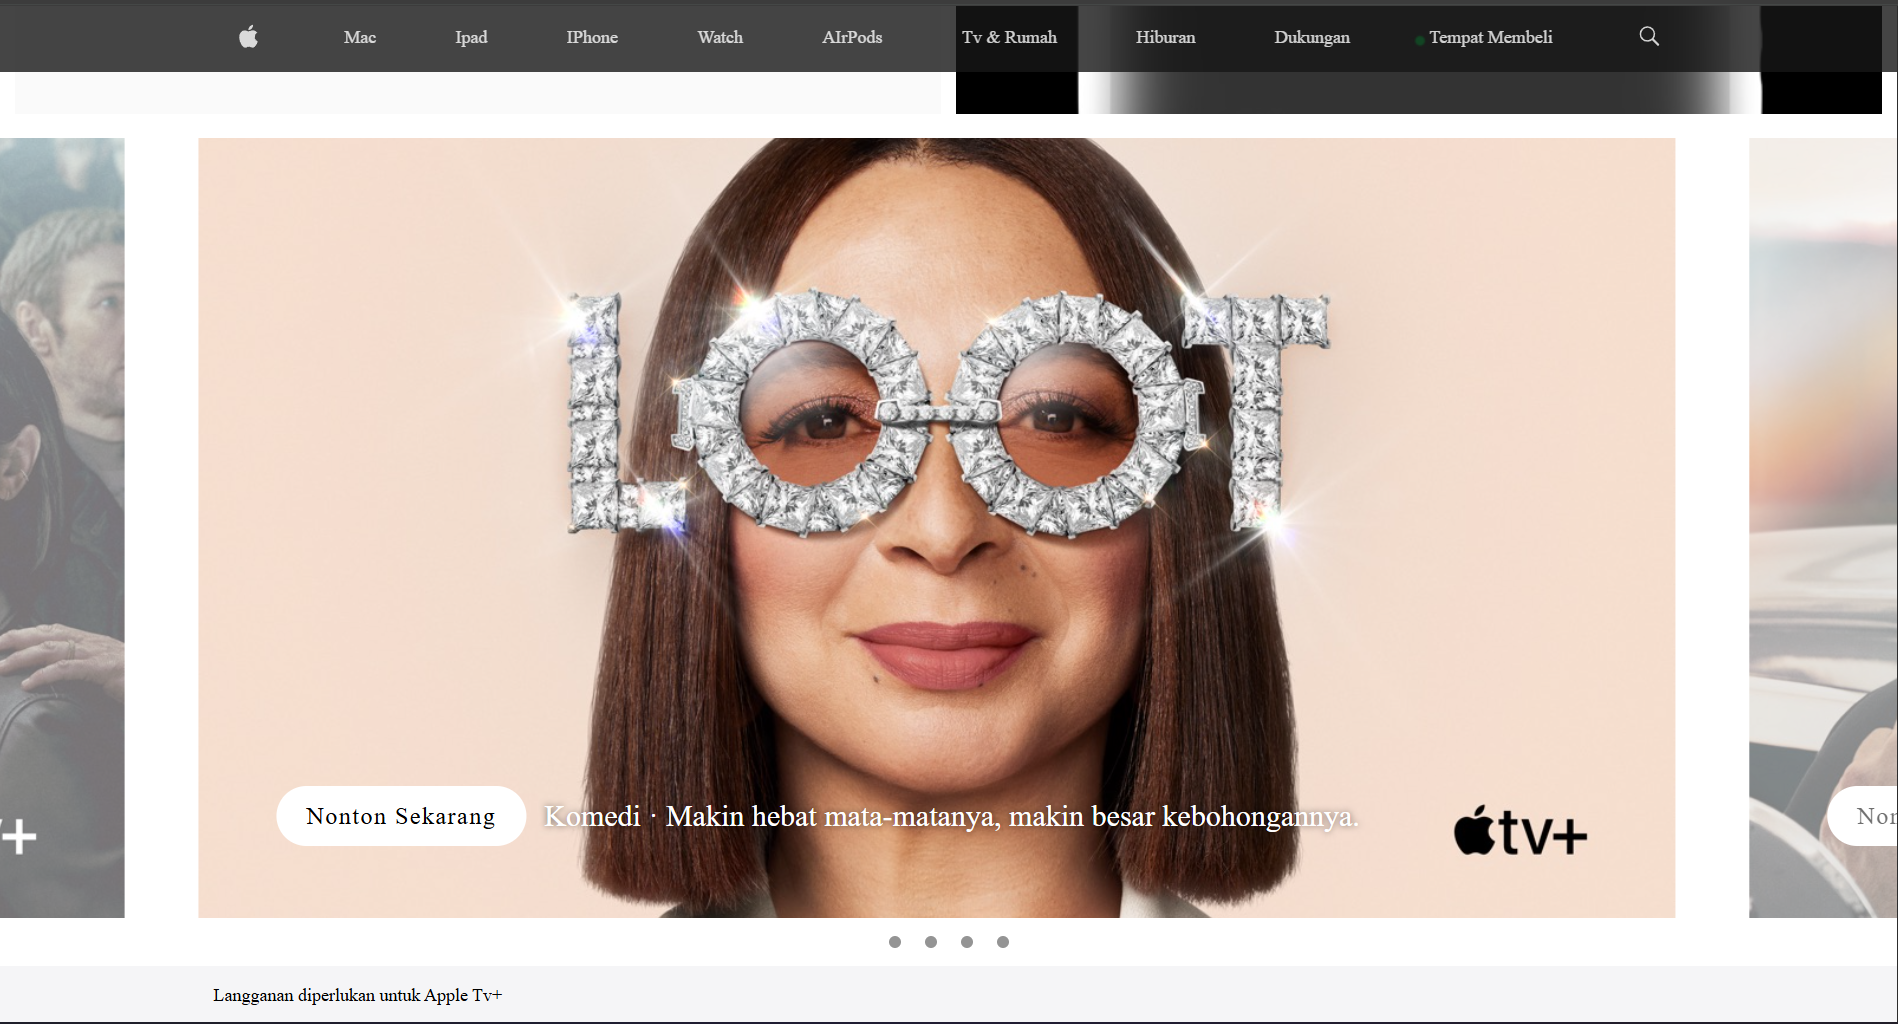 Mac
Ipad
IPhone
Watch
AIrPods
Tv & Rumah
Hiburan
Dukungan
Tempat Membeli
LOOT
Nonton Sekarang
Komedi · Makin hebat mata-matanya, makin besar kebohongannya.
tv+
+
Langganan diperlukan untuk Apple Tv+